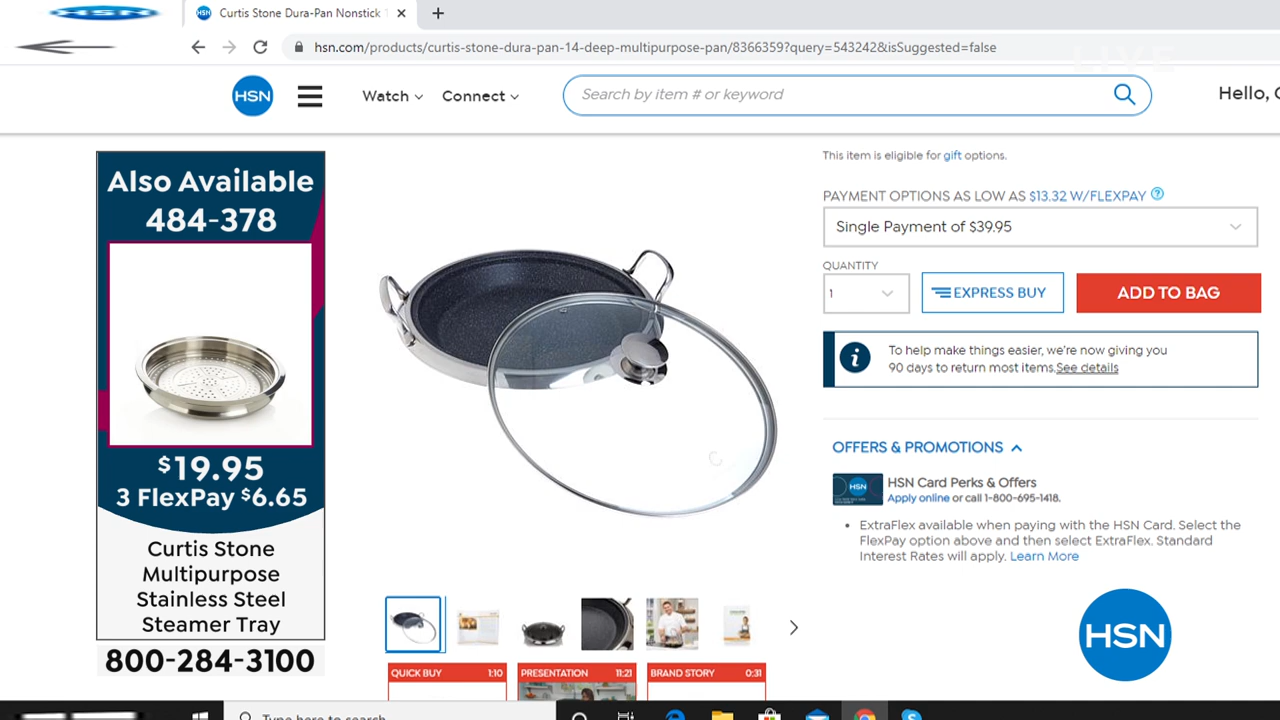 HSN
Curtis Stone Dura-Pan Nonstick
LIVE
hsn.com/products/curtis-stone-dura-pan-14-deep-multipurpose-pan/8366359?query=543242&isSuggested=false
HSN
Watch
Connect
Search by item # or keyword
Hello,
Also Available
484-378
$19.95
3 FlexPay $6.65
Curtis Stone
Multipurpose
Stainless Steel
Steamer Tray
800-284-3100
This item is eligible for gift options.
PAYMENT OPTIONS AS LOW AS $13.32 W/FLEXPAY ?
Single Payment of $39.95
QUANTITY
1
EXPRESS BUY
ADD TO BAG
To help make things easier, we're now giving you
90 days to return most items.See details
OFFERS & PROMOTIONS
HSN
HSN Card Perks & Offers
Apply online or call 1-800-695-1418.
• ExtraFlex available when paying with the HSN Card. Select the
FlexPay option above and then select ExtraFlex. Standard
Interest Rates will apply. Learn More
QUICK BUY 1:10
PRESENTATION 11:21
BRAND STORY 0:31
HSN
Type here to search